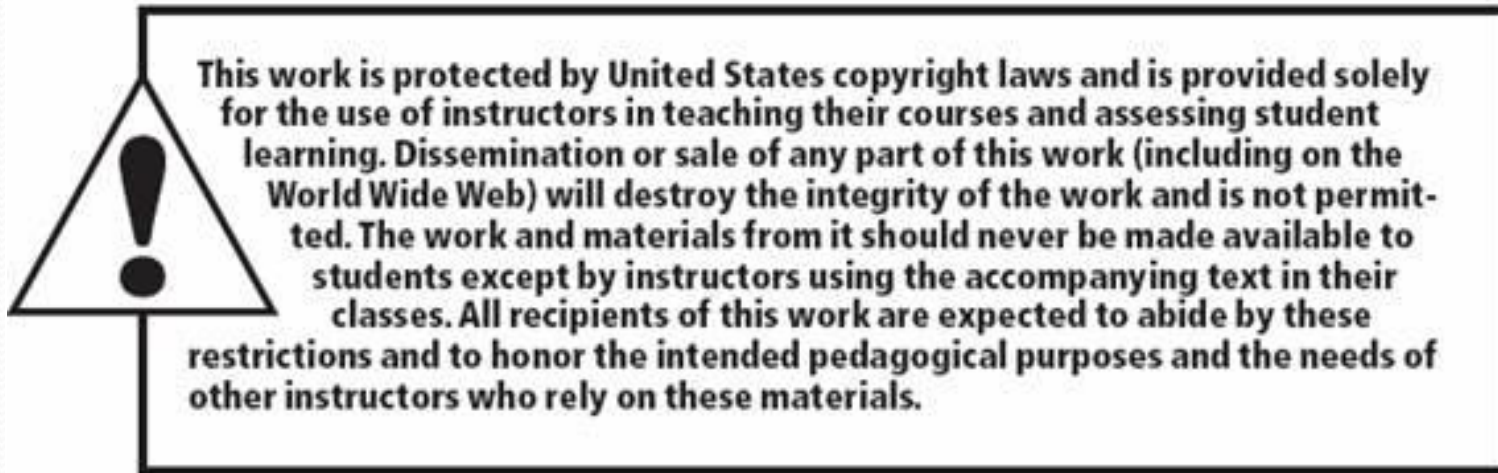 This work is protected by United States copyright laws and is provided solely
for the use of instructors in teaching their courses and assessing student
learning. Dissemination or sale of any part of this work (including on the
World Wide Web) will destroy the integrity of the work and is not permit-
ted. The work and materials from it should never be made available to
students except by instructors using the accompanying text in their
classes. All recipients of this work are expected to abide by these
restrictions and to honor the intended pedagogical purposes and the needs of
other instructors who rely on these materials.